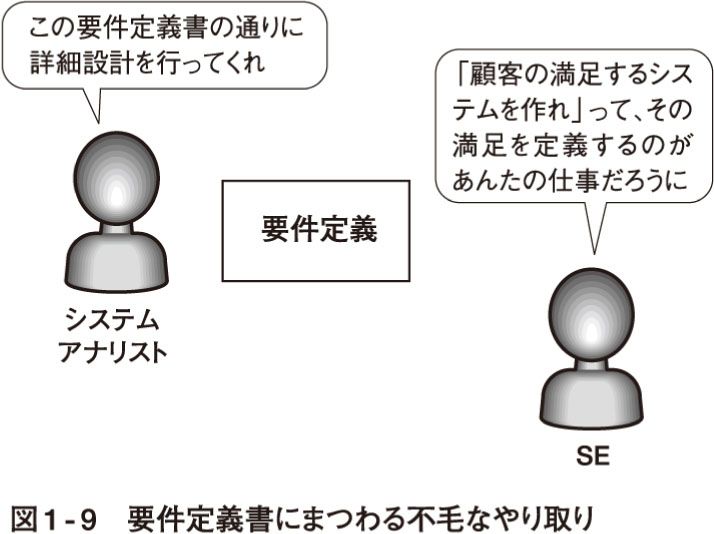 この要件定義書の通りに
詳細設計を行ってくれ
「顧客の満足するシス
テムを作れ」って、その
満足を定義するのが
あんたの仕事だろうに
要件定義
システム
アナリスト
SE
図1-9　要件定義書にまつわる不毛なやり取り